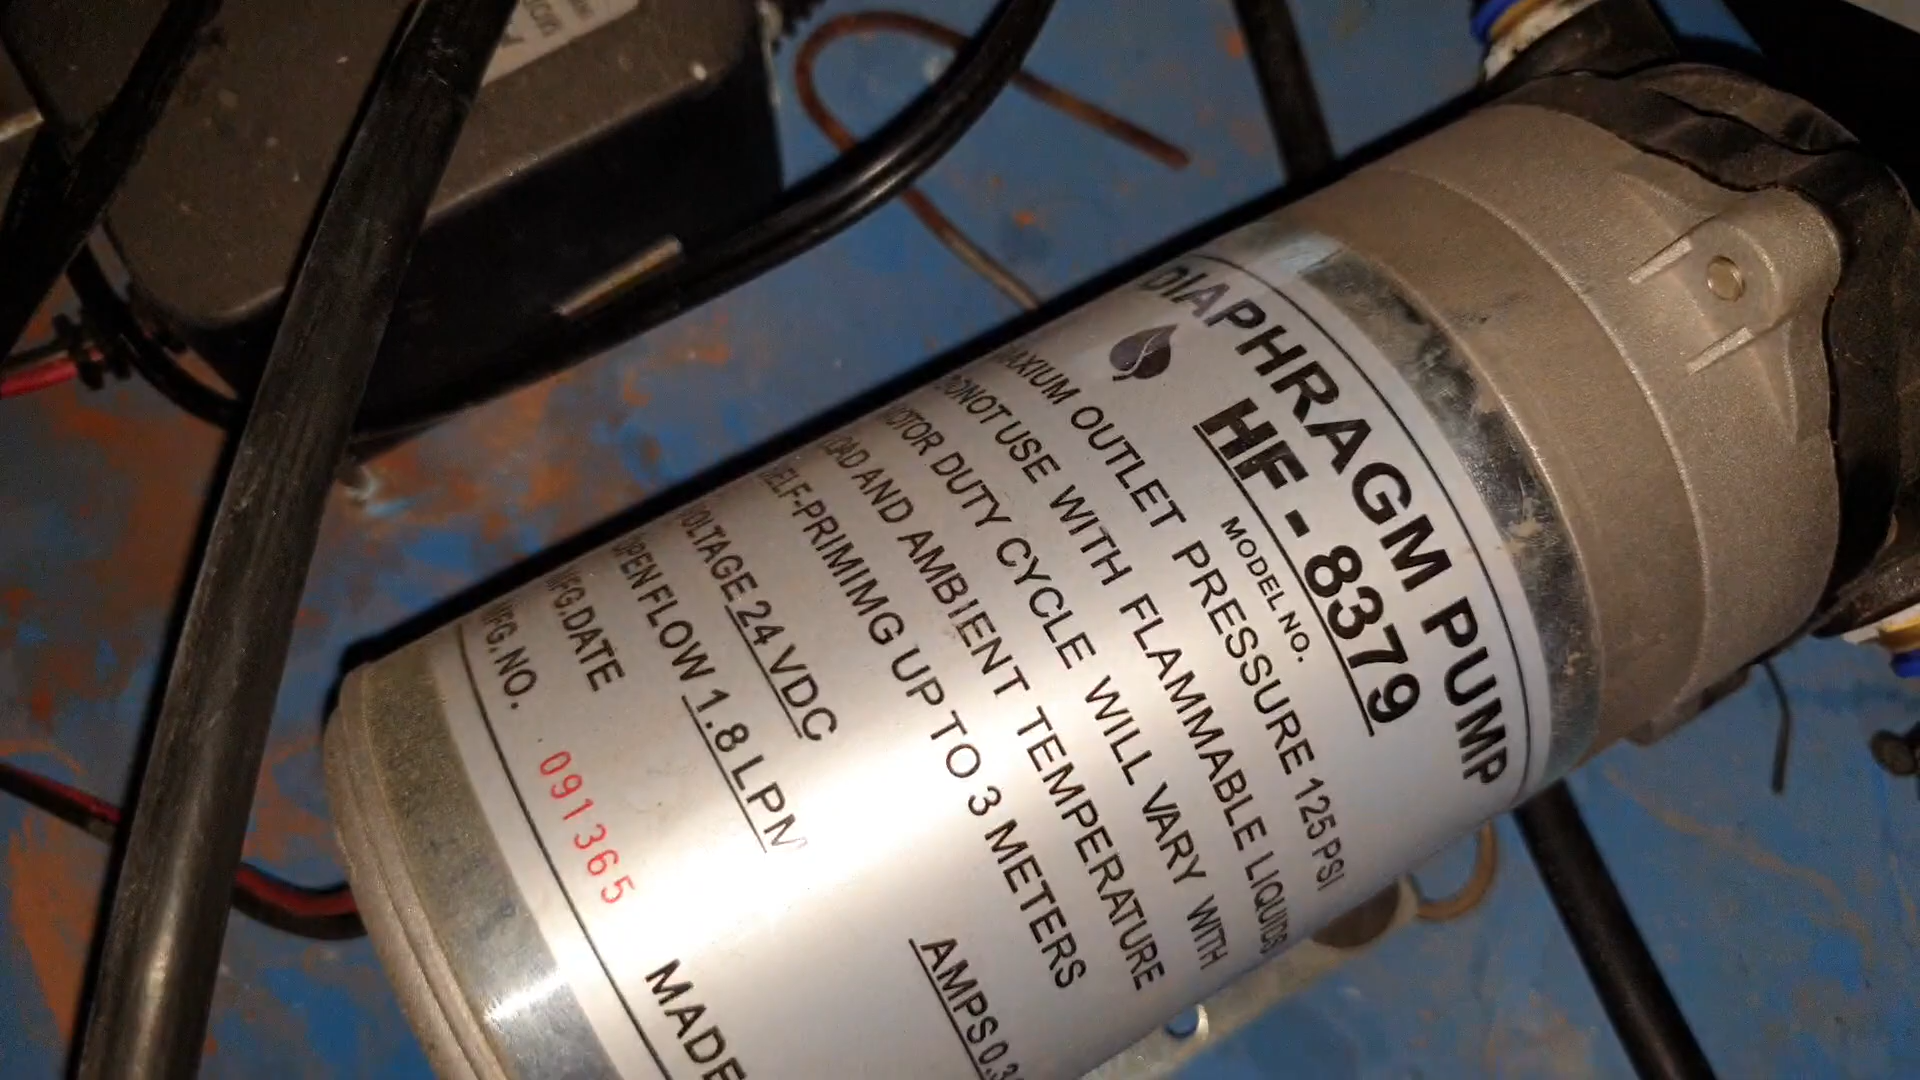 DIAPHRAGM PUMP
HF - 8379
MODEL NO.
MAXIUM OUTLET PRESSURE 125 PSI
DONOT USE WITH FLAMMABLE LIQUIDS
MOTOR DUTY CYCLE WILL VARY WITH
LOAD AND AMBIENT TEMPERATURE
SELF-PRIMIMG UP TO 3 METERS
VOLTAGE 24 VDC
AMPS
OPEN FLOW 1.8 LPM
MFG.DATE
MFG. NO. 091365
MADE